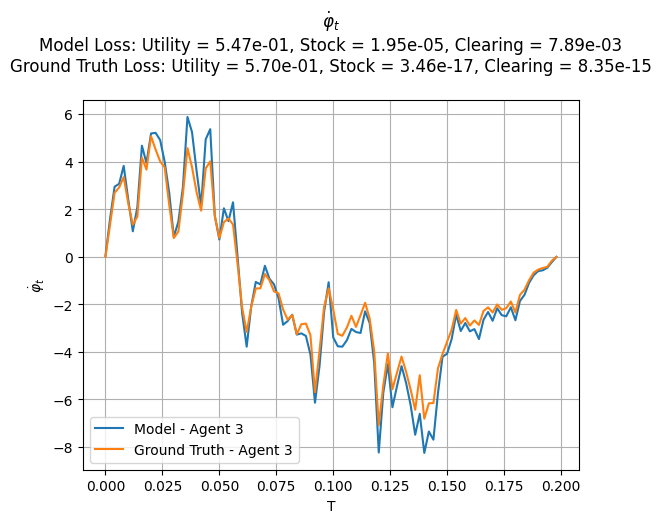 φ̇ₜ
Model Loss: Utility = 5.47e-01, Stock = 1.95e-05, Clearing = 7.89e-03
Ground Truth Loss: Utility = 5.70e-01, Stock = 3.46e-17, Clearing = 8.35e-15
6
4
2
0
−2
−4
−6
−8
φ̇ₜ
Model - Agent 3
Ground Truth - Agent 3
0.000 0.025 0.050 0.075 0.100 0.125 0.150 0.175 0.200
T